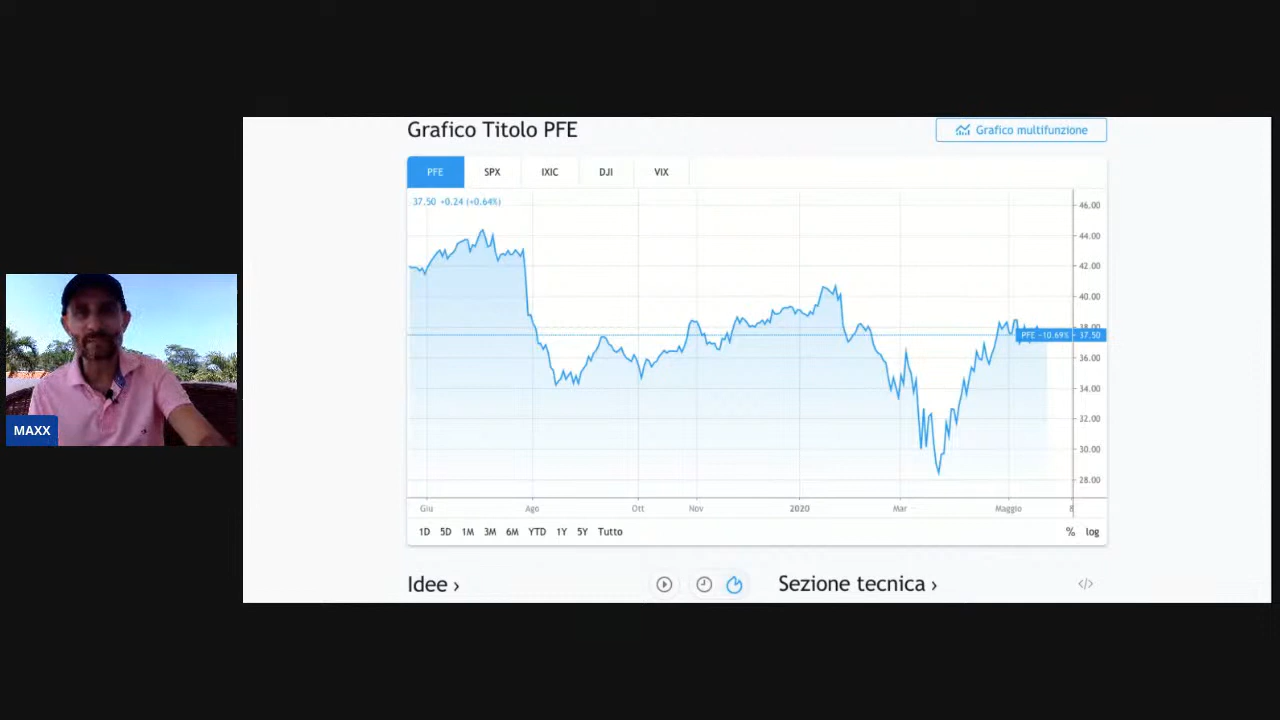 Grafico Titolo PFE
Grafico multifunzione
PFE SPX IXIC DJI VIX
37.50 +0.24 (+0.64%)
46.00
44.00
42.00
40.00
38.00
PFE -10.69% 37.50
36.00
34.00
32.00
30.00
28.00
Giu Ago Ott Nov 2020 Mar Maggio 8
1D 5D 1M 3M 6M YTD 1Y 5Y Tutto % log
MAXX
Idee ›
Sezione tecnica ›
</>